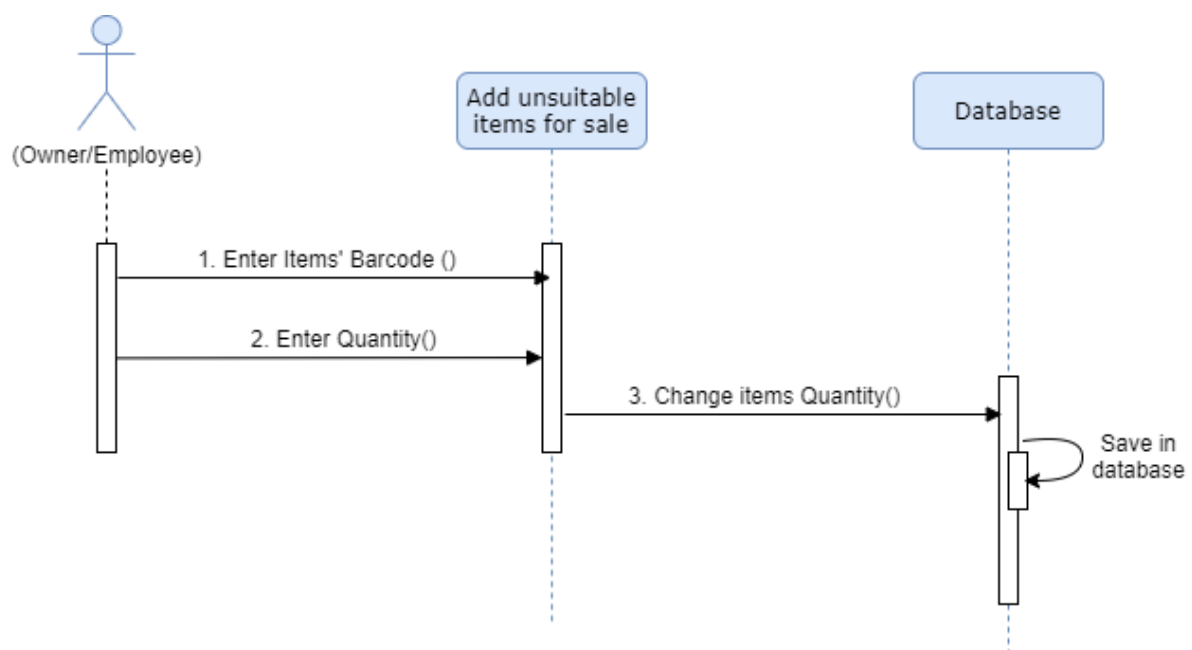 Add unsuitable
items for sale
Database
(Owner/Employee)
1. Enter Items' Barcode ()
2. Enter Quantity()
3. Change items Quantity()
Save in
database